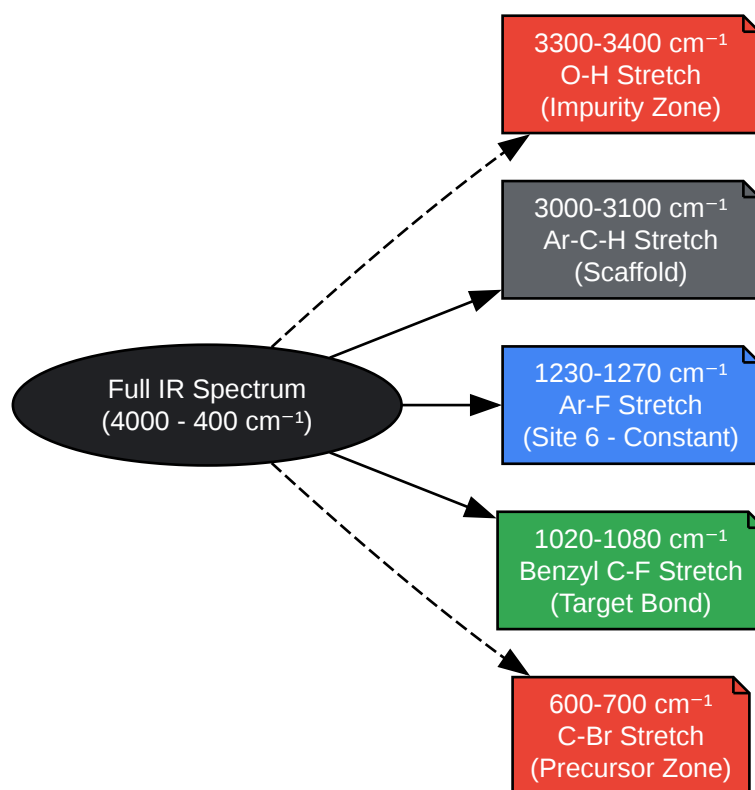 3300-3400 cm⁻¹
O-H Stretch
(Impurity Zone)
3000-3100 cm⁻¹
Ar-C-H Stretch
(Scaffold)
Full IR Spectrum
(4000 - 400 cm⁻¹)
1230-1270 cm⁻¹
Ar-F Stretch
(Site 6 - Constant)
1020-1080 cm⁻¹
Benzyl C-F Stretch
(Target Bond)
600-700 cm⁻¹
C-Br Stretch
(Precursor Zone)